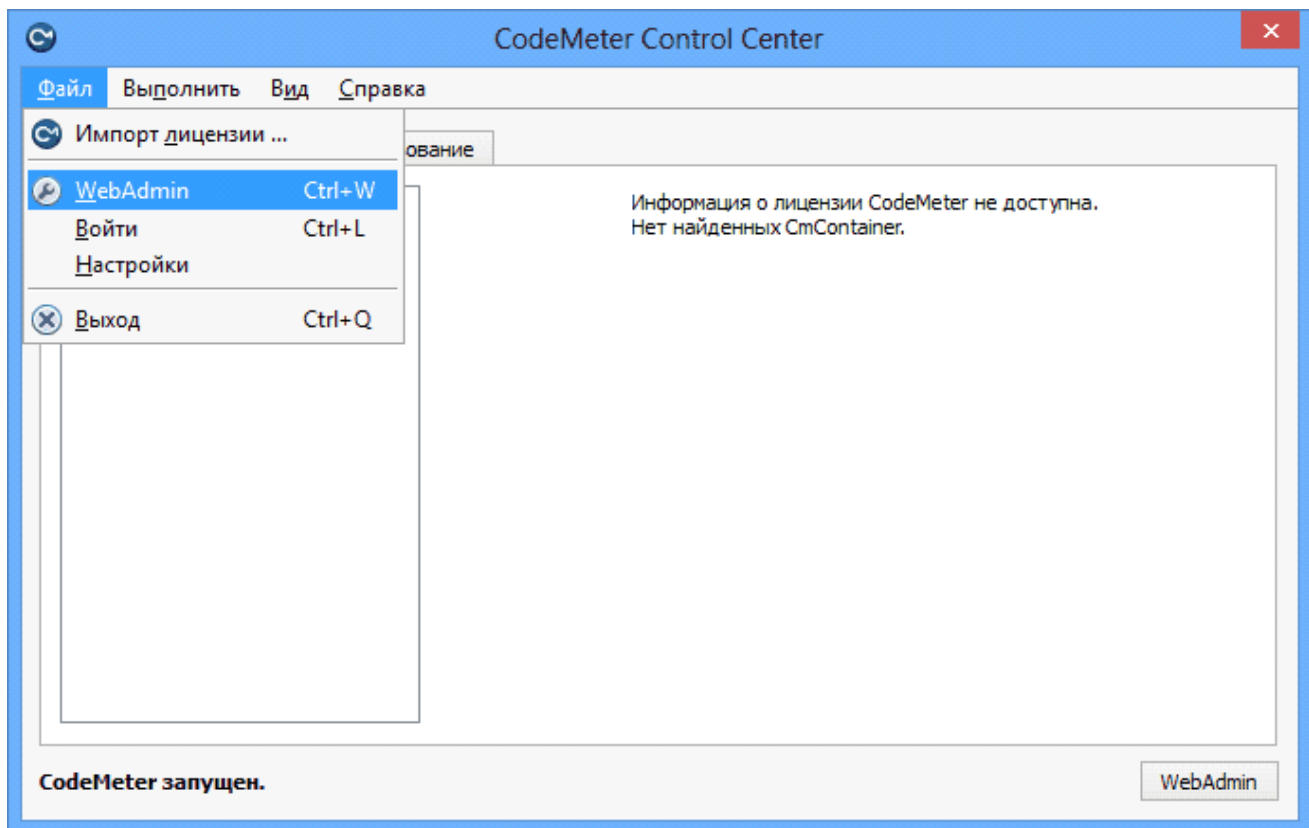 CodeMeter Control Center
Файл Выполнить Вид Справка
Импорт лицензии ...
ование
WebAdmin Ctrl+W
Войти Ctrl+L
Настройки
Выход Ctrl+Q
Информация о лицензии CodeMeter не доступна.
Нет найденных CmContainer.
CodeMeter запущен.
WebAdmin